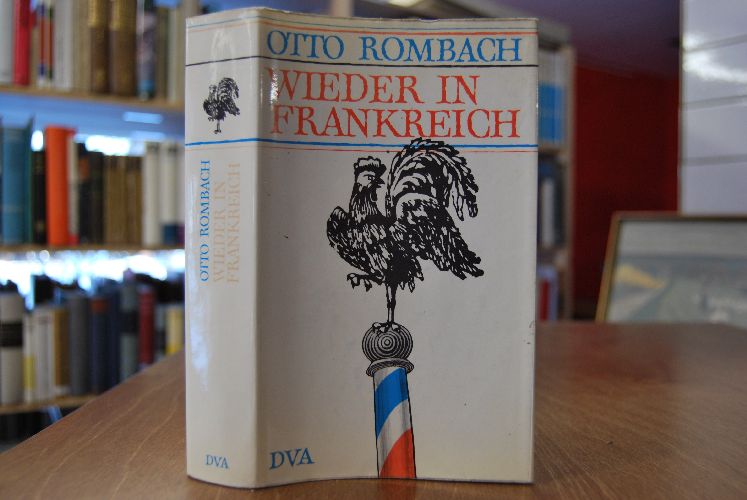 OTTO ROMBACH
WIEDER IN
FRANKREICH
DVA
OTTO ROMBACH
WIEDER IN
FRANKREICH
DVA